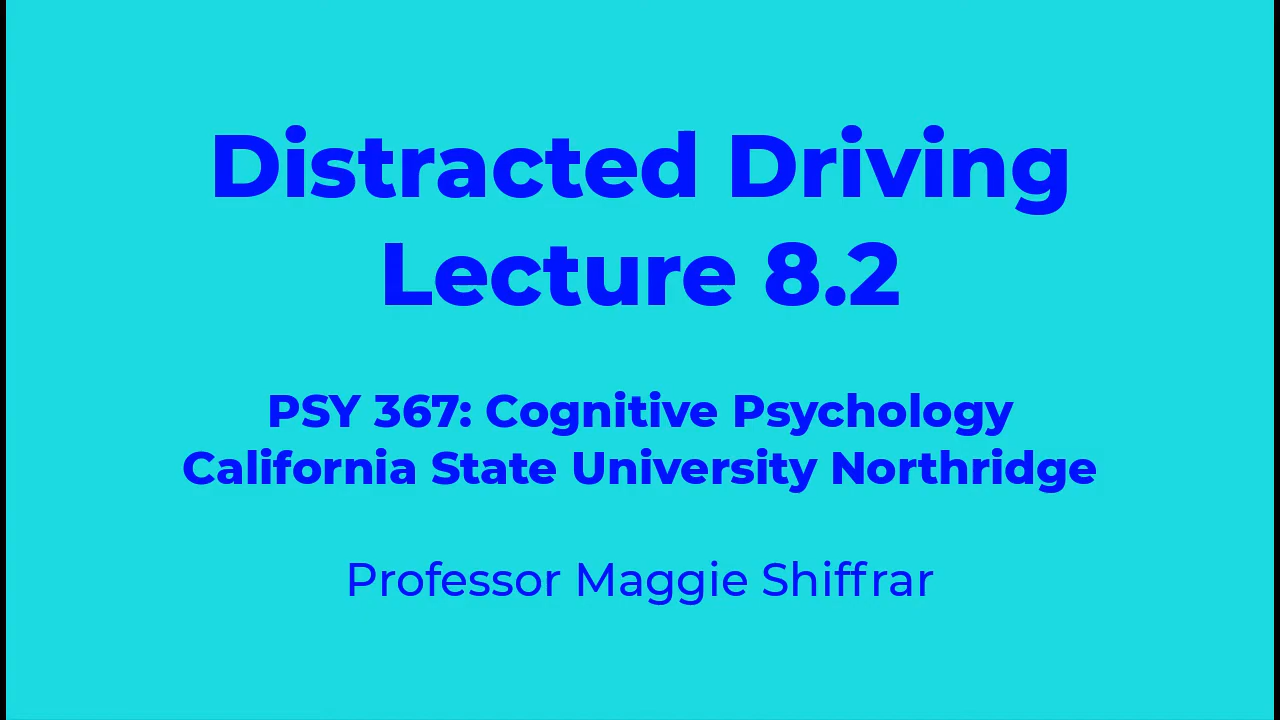 Distracted Driving
Lecture 8.2
PSY 367: Cognitive Psychology
California State University Northridge
Professor Maggie Shiffrar